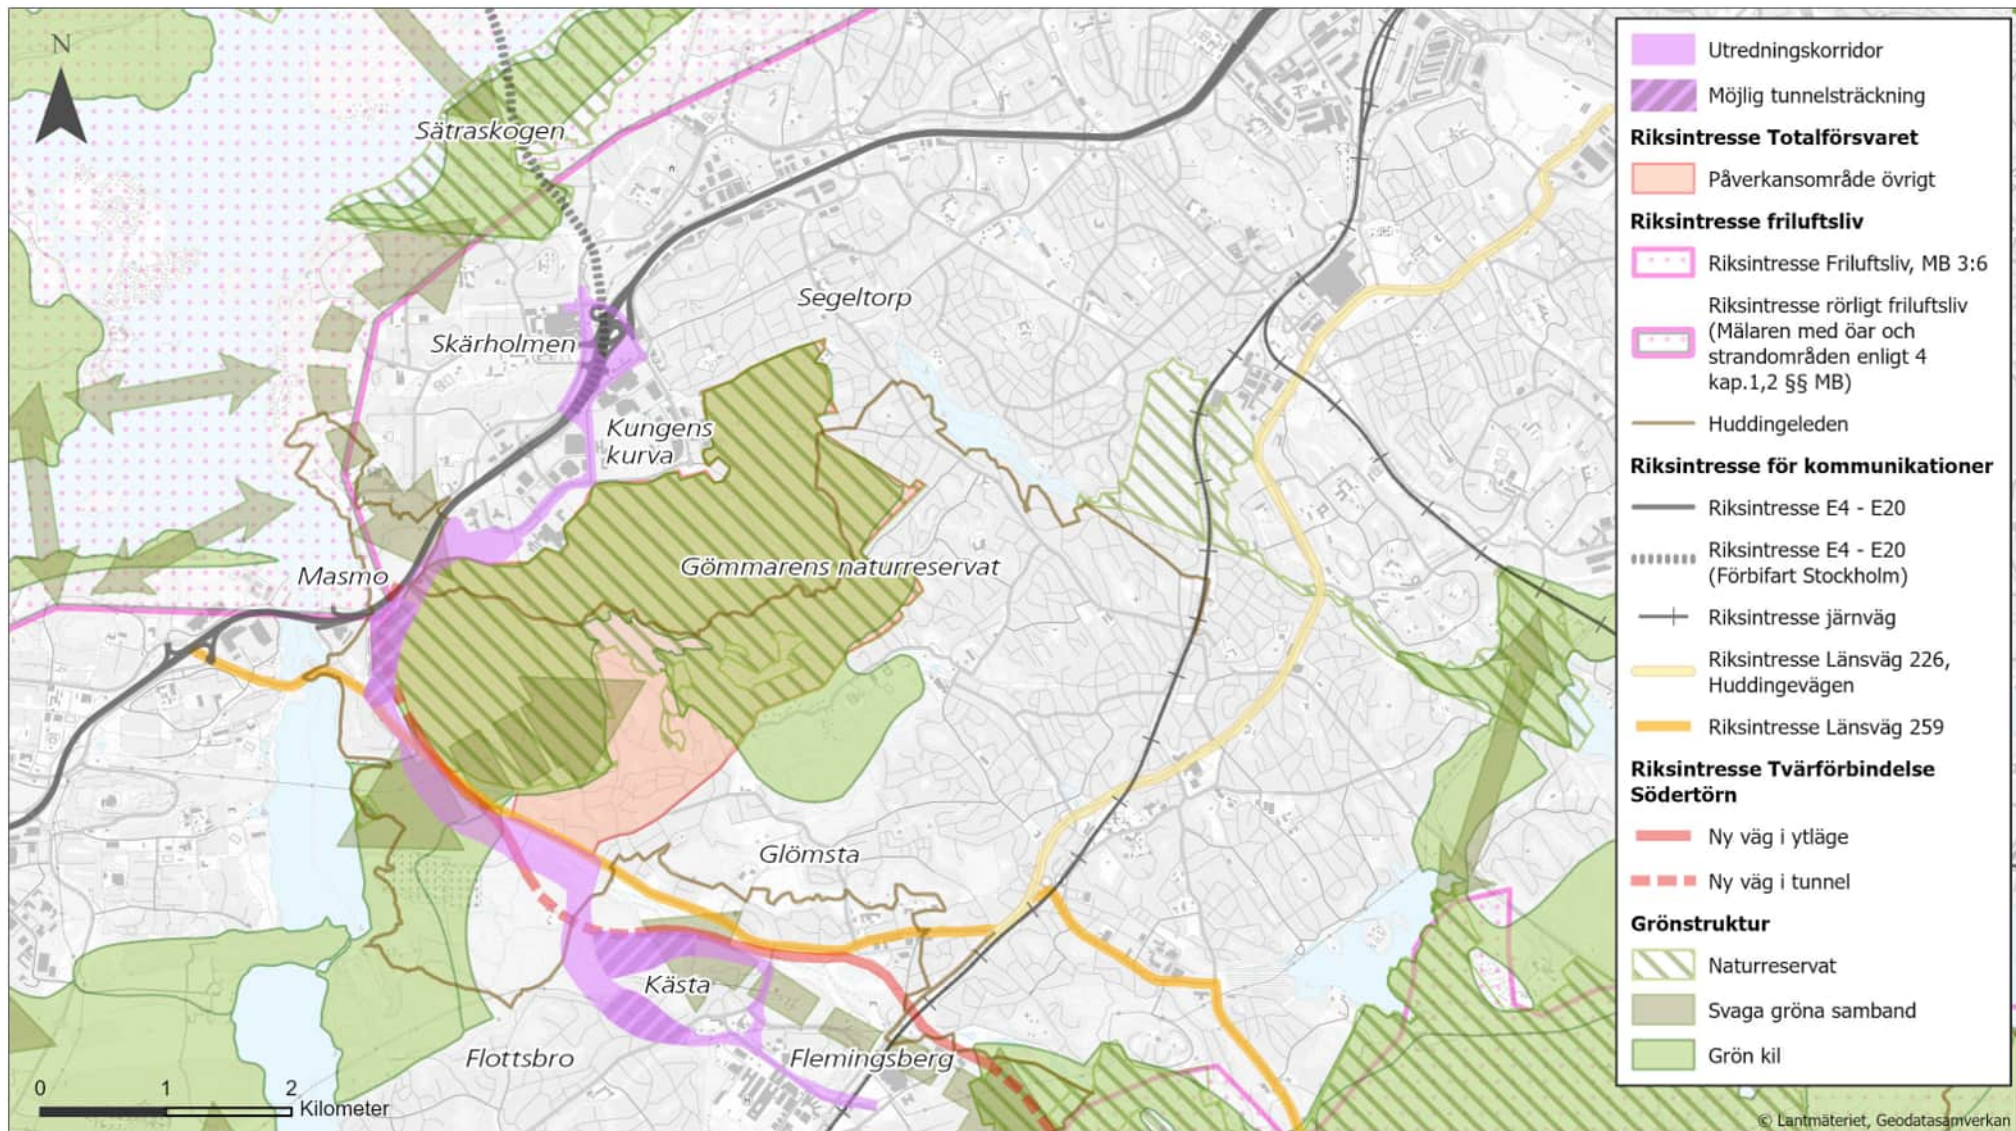 N
Sätraskogen
Segeltorp
Skärholmen
Kungens
kurva
Gömmarens naturreservat
Masmo
Glömsta
Kästa
Flottsbro
Flemingsberg
0 1 2
Kilometer
Utredningskorridor
Möjlig tunnelsträckning
Riksintresse Totalförsvaret
Påverkansområde övrigt
Riksintresse friluftsliv
Riksintresse Friluftsliv, MB 3:6
Riksintresse rörligt friluftsliv
(Mälaren med öar och
strandområden enligt 4
kap.1,2 §§ MB)
Huddingeleden
Riksintresse för kommunikationer
Riksintresse E4 - E20
Riksintresse E4 - E20
(Förbifart Stockholm)
Riksintresse järnväg
Riksintresse Länsväg 226,
Huddingevägen
Riksintresse Länsväg 259
Riksintresse Tvärförbindelse
Södertörn
Ny väg i ytläge
Ny väg i tunnel
Grönstruktur
Naturreservat
Svaga gröna samband
Grön kil
© Lantmäteriet, Geodatasamverkan